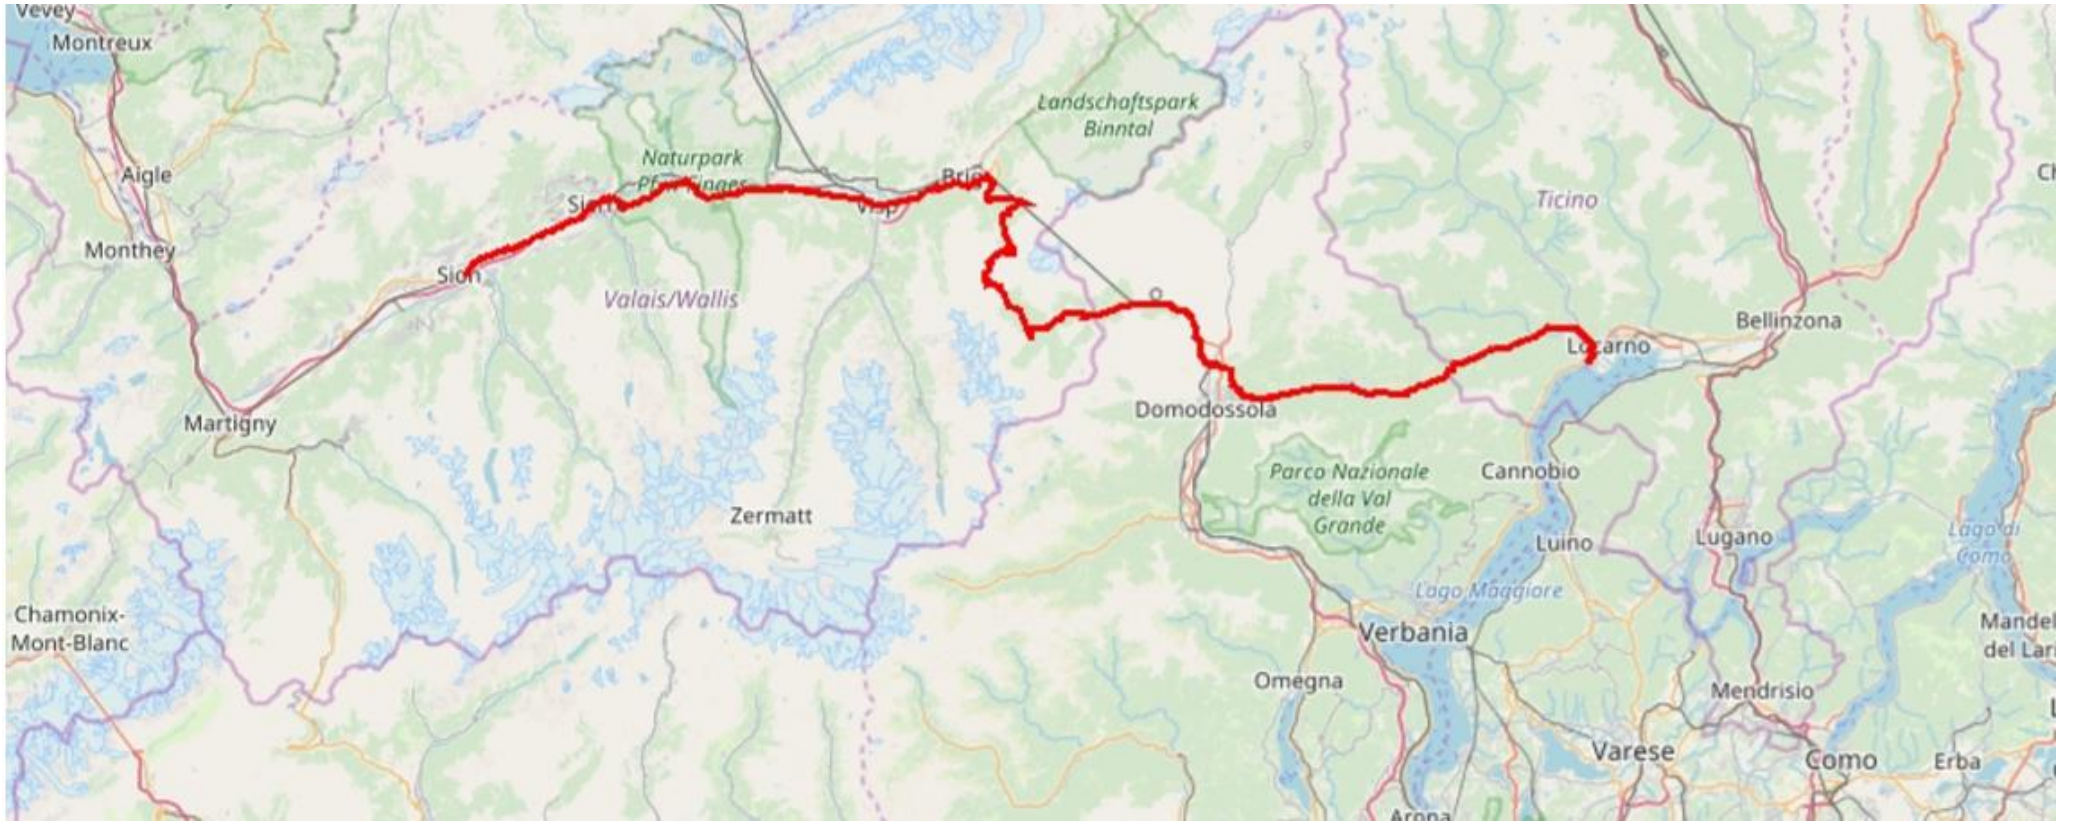 Vevey
Montreux
Landschaftspark
Binntal
Naturpark
Aigle
Ticino
Monthey
Sion
Valais/Wallis
Bellinzona
Locarno
Domodossola
Martigny
Parco Nazionale
della Val
Grande
Cannobio
Zermatt
Luino
Lugano
Lago di
Como
Lago Maggiore
Chamonix-
Mont-Blanc
Verbania
Mandel
del Lari
Omegna
Mendrisio
Varese
Como
Erba
Arona